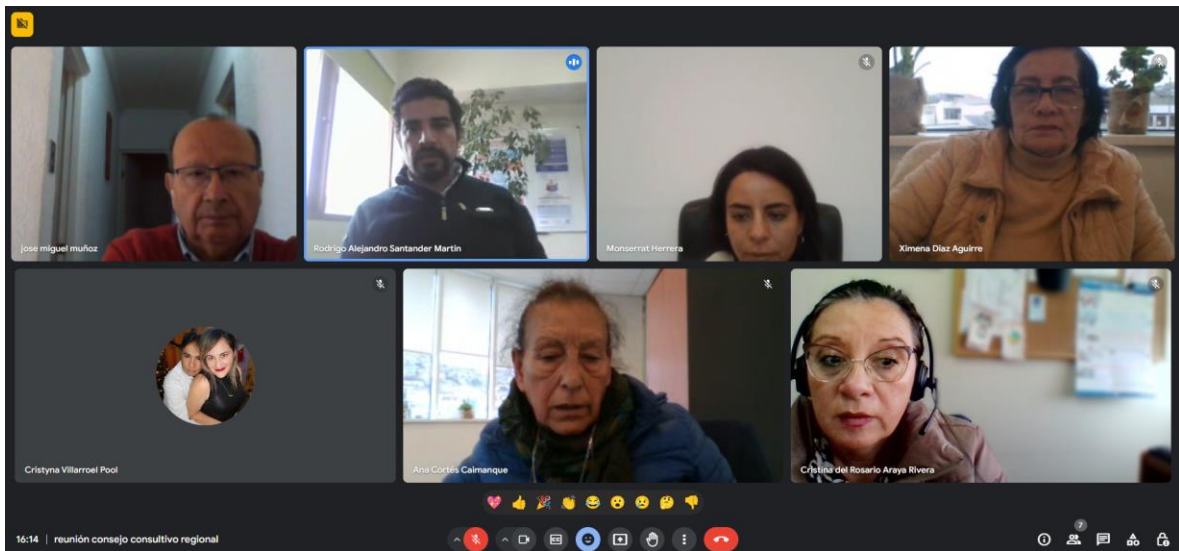 jose miguel muñoz
Rodrigo Alejandro Santander Martin
Monserrat Herrera
Ximena Díaz Aguirre
Cristyna Villarroel Pool
Ana Cortés Caimanque
Cristina del Rosario Araya Rivera
16:14 | reunión consejo consultivo regional
7